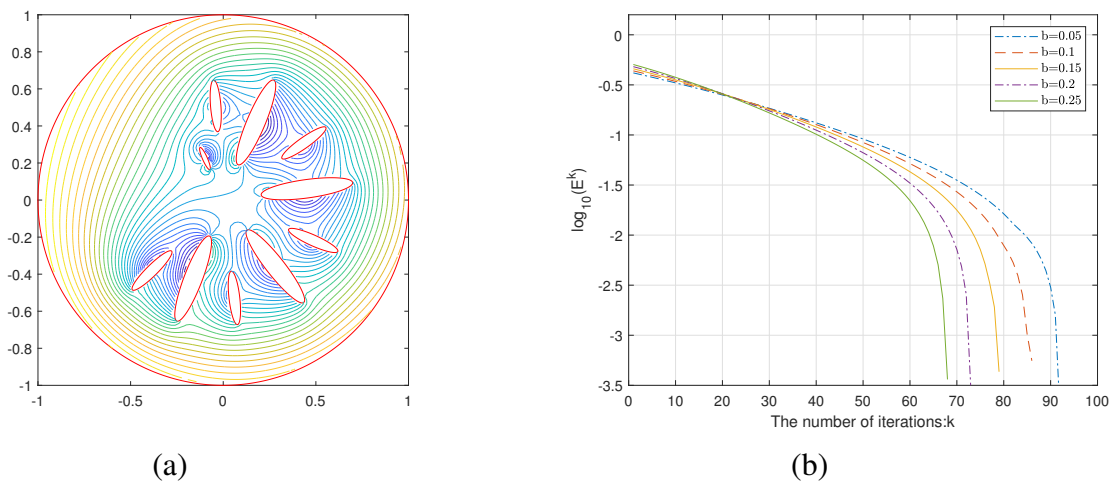 1
0.8
0.6
0.4
0.2
0
-0.2
-0.4
-0.6
-0.8
-1
-1 -0.5 0 0.5 1
(a)
0
-0.5
-1
-1.5
-2
-2.5
-3
-3.5
log10(E^k)
b=0.05
b=0.1
b=0.15
b=0.2
b=0.25
0 10 20 30 40 50 60 70 80 90 100
The number of iterations:k
(b)